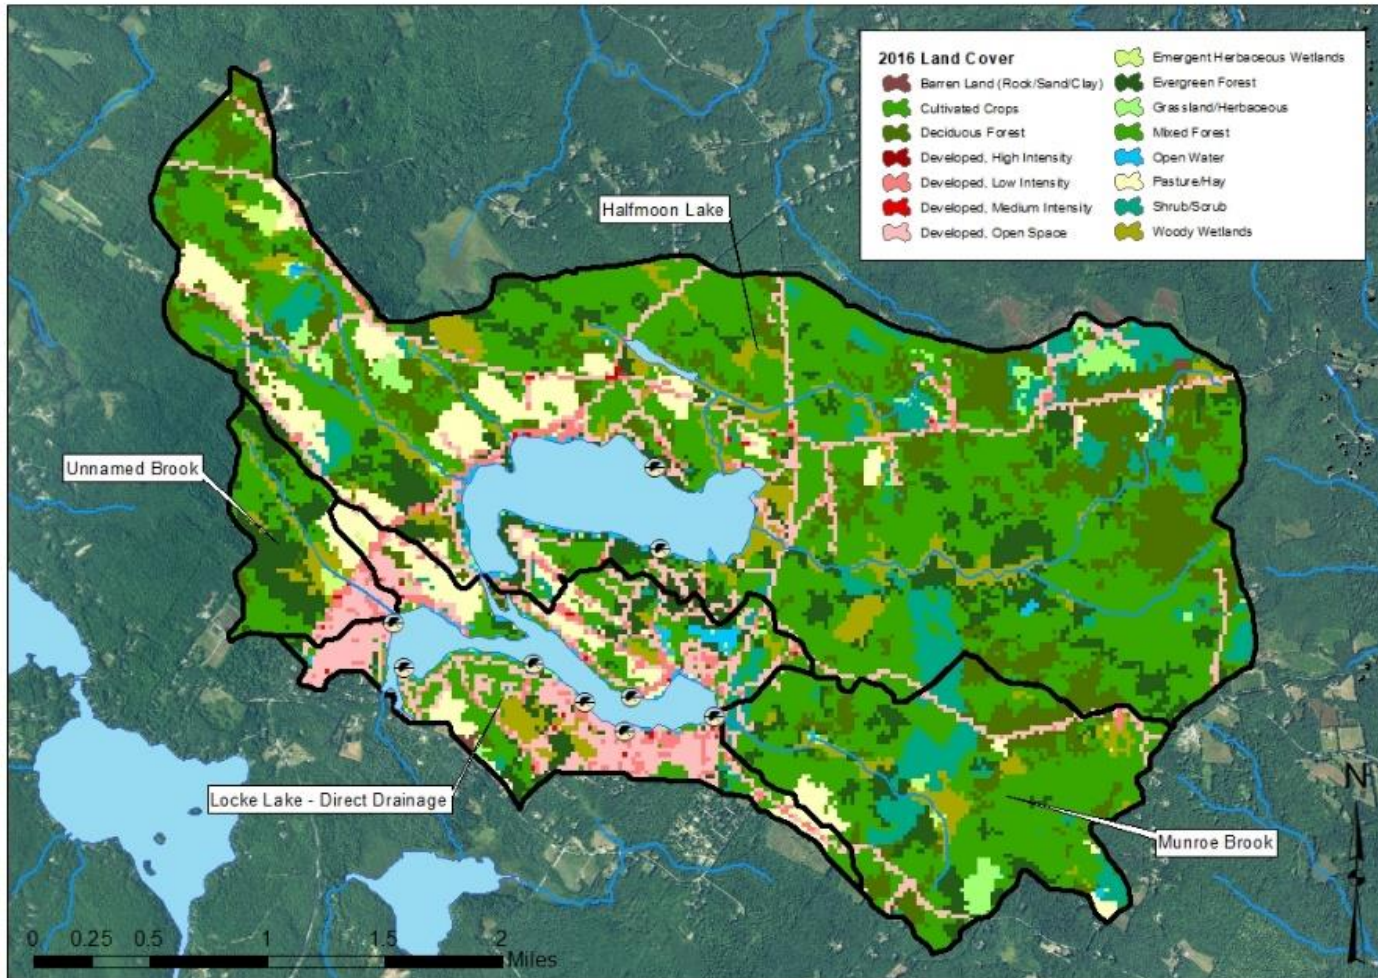 2016 Land Cover
Barren Land (Rock/Sand/Clay)
Cultivated Crops
Deciduous Forest
Developed, High Intensity
Developed, Low Intensity
Developed, Medium Intensity
Developed, Open Space
Emergent Herbaceous Wetlands
Evergreen Forest
Grassland/Herbaceous
Mixed Forest
Open Water
Pasture/Hay
Shrub/Scrub
Woody Wetlands
Halfmoon Lake
Unnamed Brook
Locke Lake - Direct Drainage
Munroe Brook
N
0 0.25 0.5 1 1.5 2
Miles